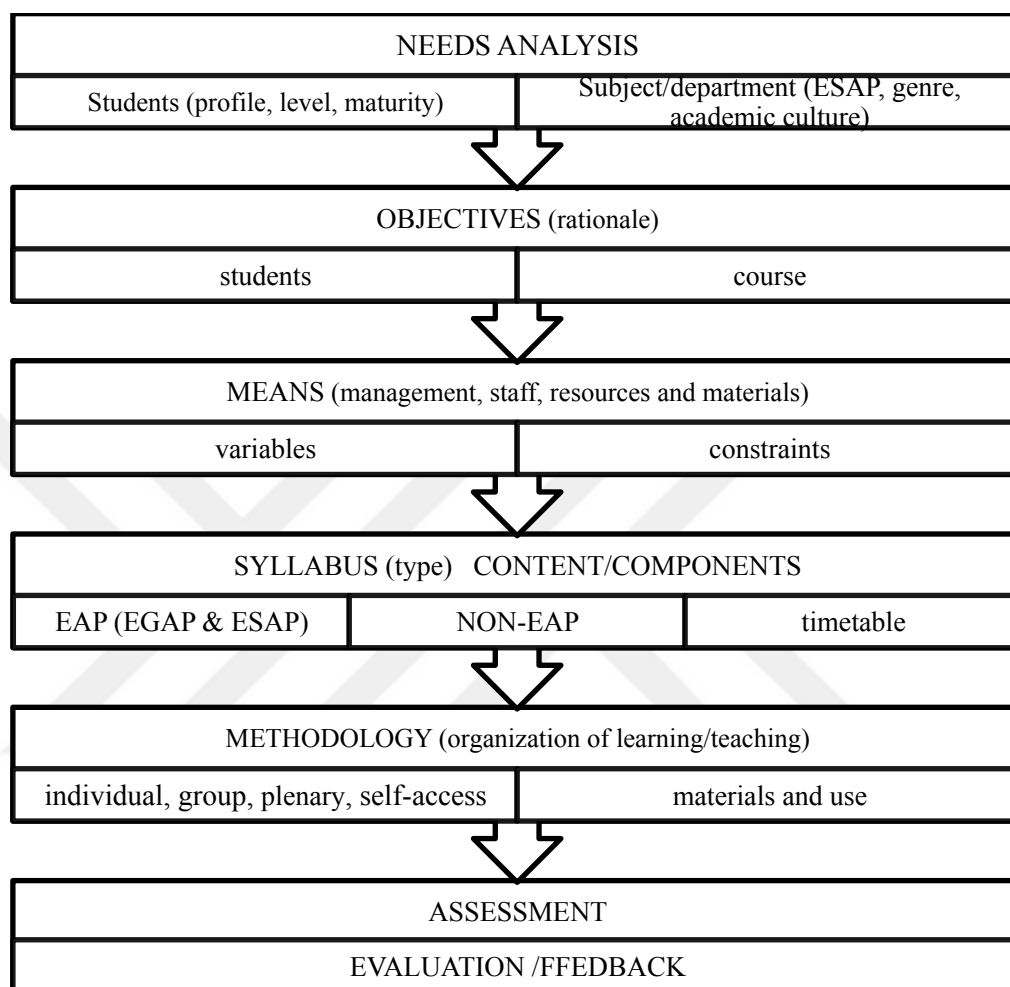 NEEDS ANALYSIS
Students (profile, level, maturity)
Subject/department (ESAP, genre,
academic culture)
OBJECTIVES (rationale)
students
course
MEANS (management, staff, resources and materials)
variables
constraints
SYLLABUS (type) CONTENT/COMPONENTS
EAP (EGAP & ESAP)
NON-EAP
timetable
METHODOLOGY (organization of learning/teaching)
individual, group, plenary, self-access
materials and use
ASSESSMENT
EVALUATION /FFEDBACK